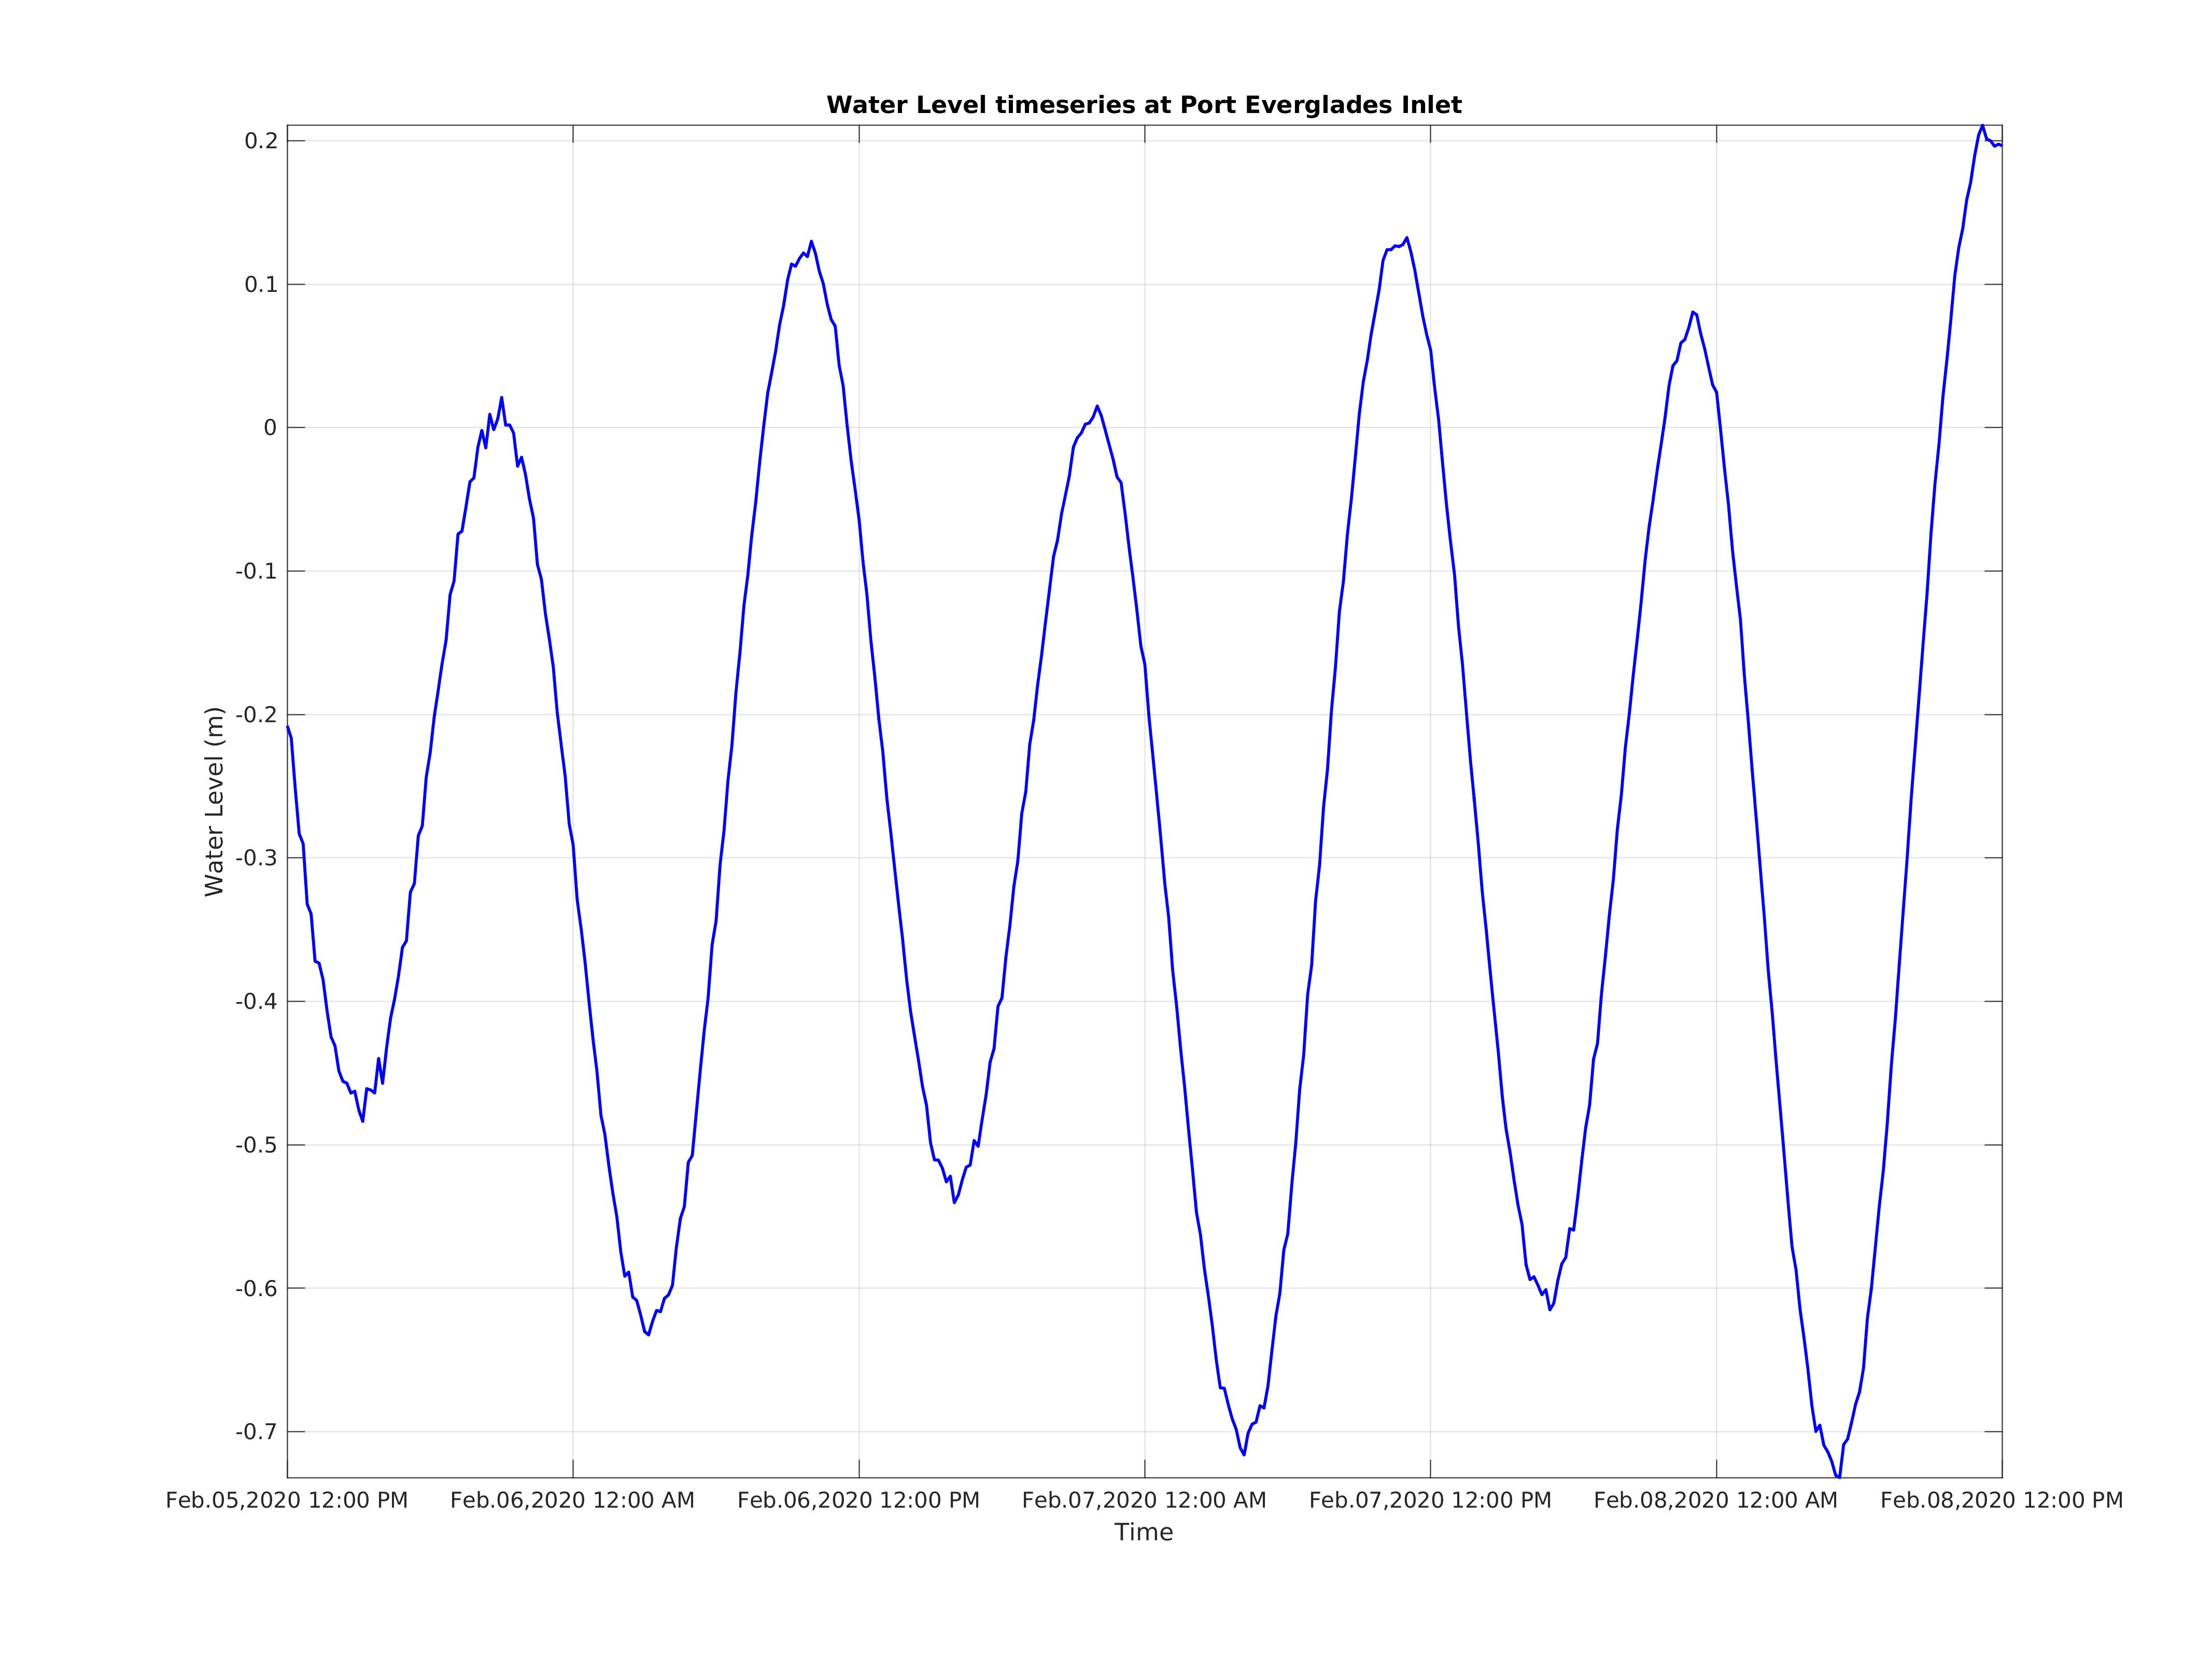 Water Level timeseries at Port Everglades Inlet
0.2
0.1
0
-0.1
-0.2
-0.3
-0.4
-0.5
-0.6
-0.7
Water Level (m)
Feb.05,2020 12:00 PM Feb.06,2020 12:00 AM Feb.06,2020 12:00 PM Feb.07,2020 12:00 AM Feb.07,2020 12:00 PM Feb.08,2020 12:00 AM Feb.08,2020 12:00 PM
Time